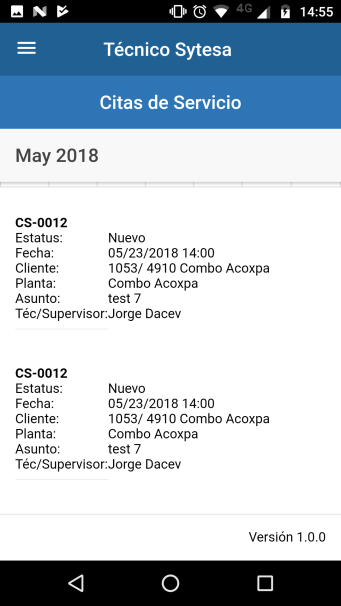 4G 14:55
Técnico Sytesa
Citas de Servicio
May 2018
CS-0012
Estatus: Nuevo
Fecha: 05/23/2018 14:00
Cliente: 1053/ 4910 Combo Acoxpa
Planta: Combo Acoxpa
Asunto: test 7
Téc/Supervisor:Jorge Dacev
CS-0012
Estatus: Nuevo
Fecha: 05/23/2018 14:00
Cliente: 1053/ 4910 Combo Acoxpa
Planta: Combo Acoxpa
Asunto: test 7
Téc/Supervisor:Jorge Dacev
Versión 1.0.0